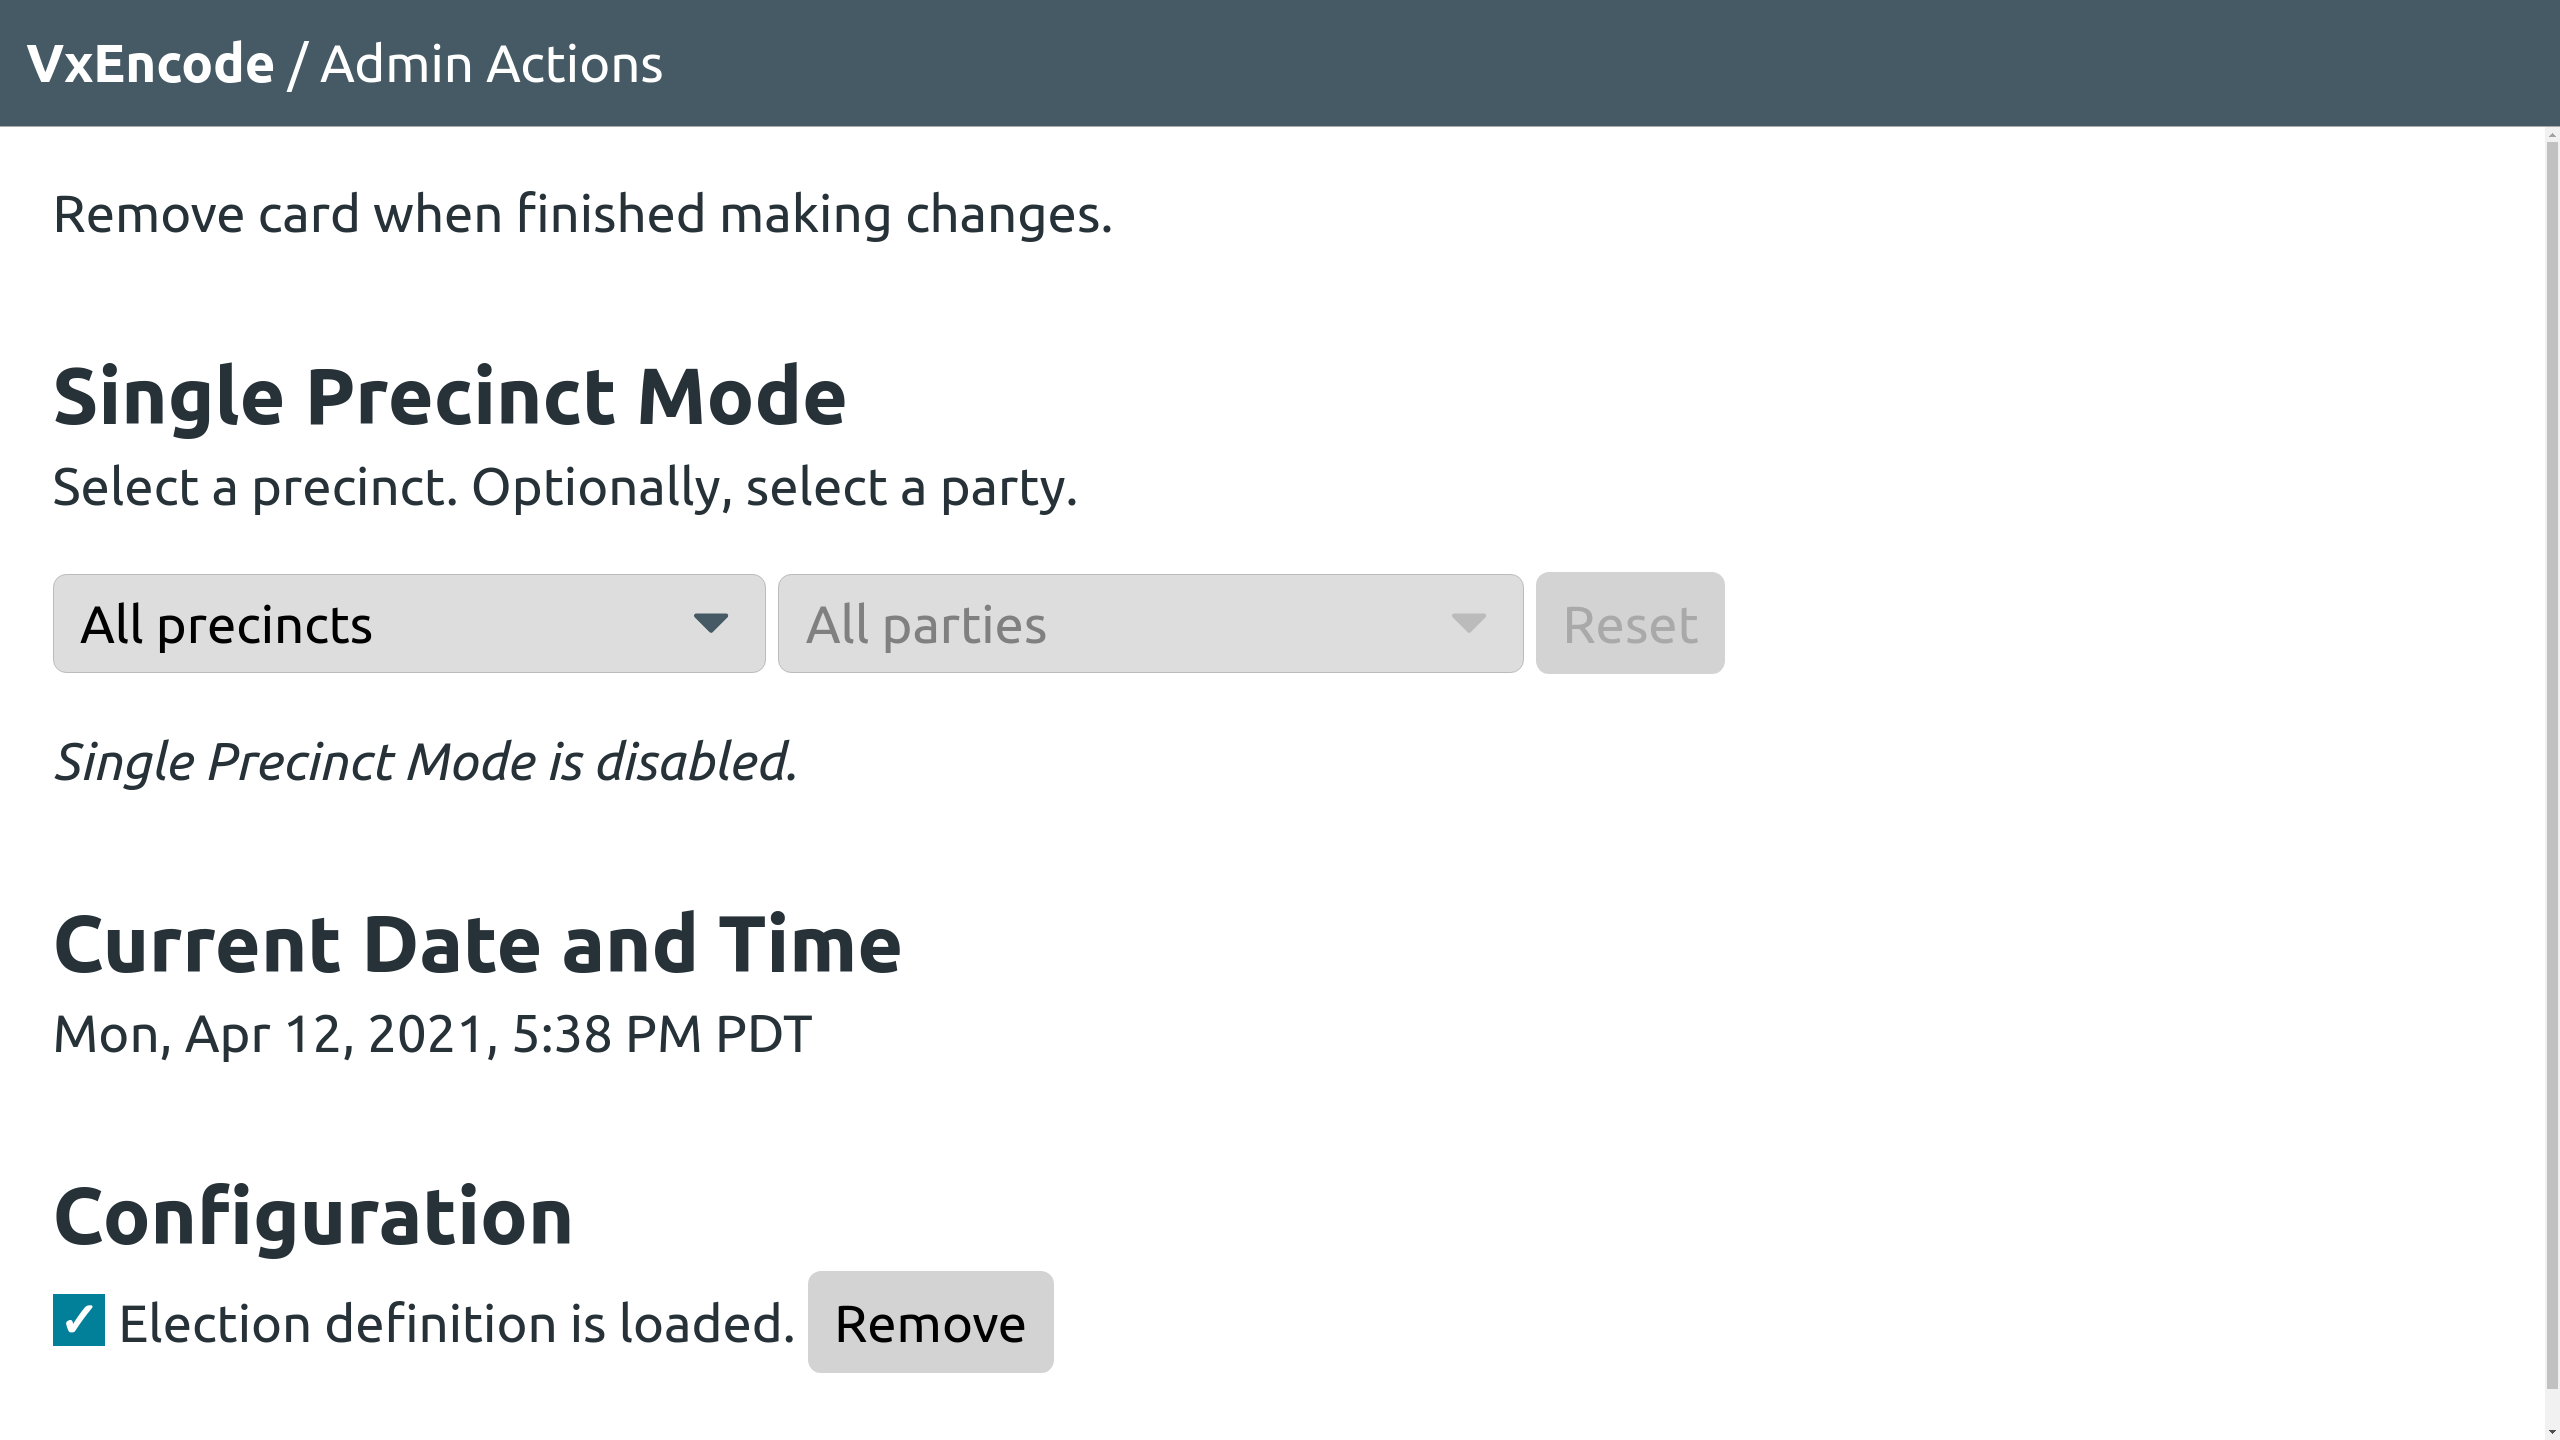 VxEncode / Admin Actions
Remove card when finished making changes.
Single Precinct Mode
Select a precinct. Optionally, select a party.
All precincts All parties Reset
Single Precinct Mode is disabled.
Current Date and Time
Mon, Apr 12, 2021, 5:38 PM PDT
Configuration
✓ Election definition is loaded. Remove